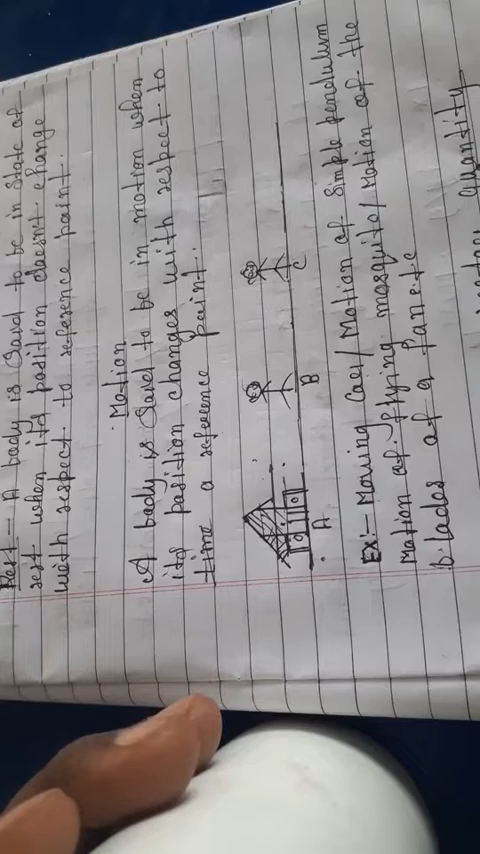 Rest - A body is Said to be in State of
rest when its position doesn't change
with respect to reference point.
Motion
A body is Said to be in motion when
its position changes with respect to
time a reference point.
A B C
Ex:- Moving Car/ Motion of Simple pendulum
Motion of flying mosquito/ Motion of the
Blades of a fan etc
quantity